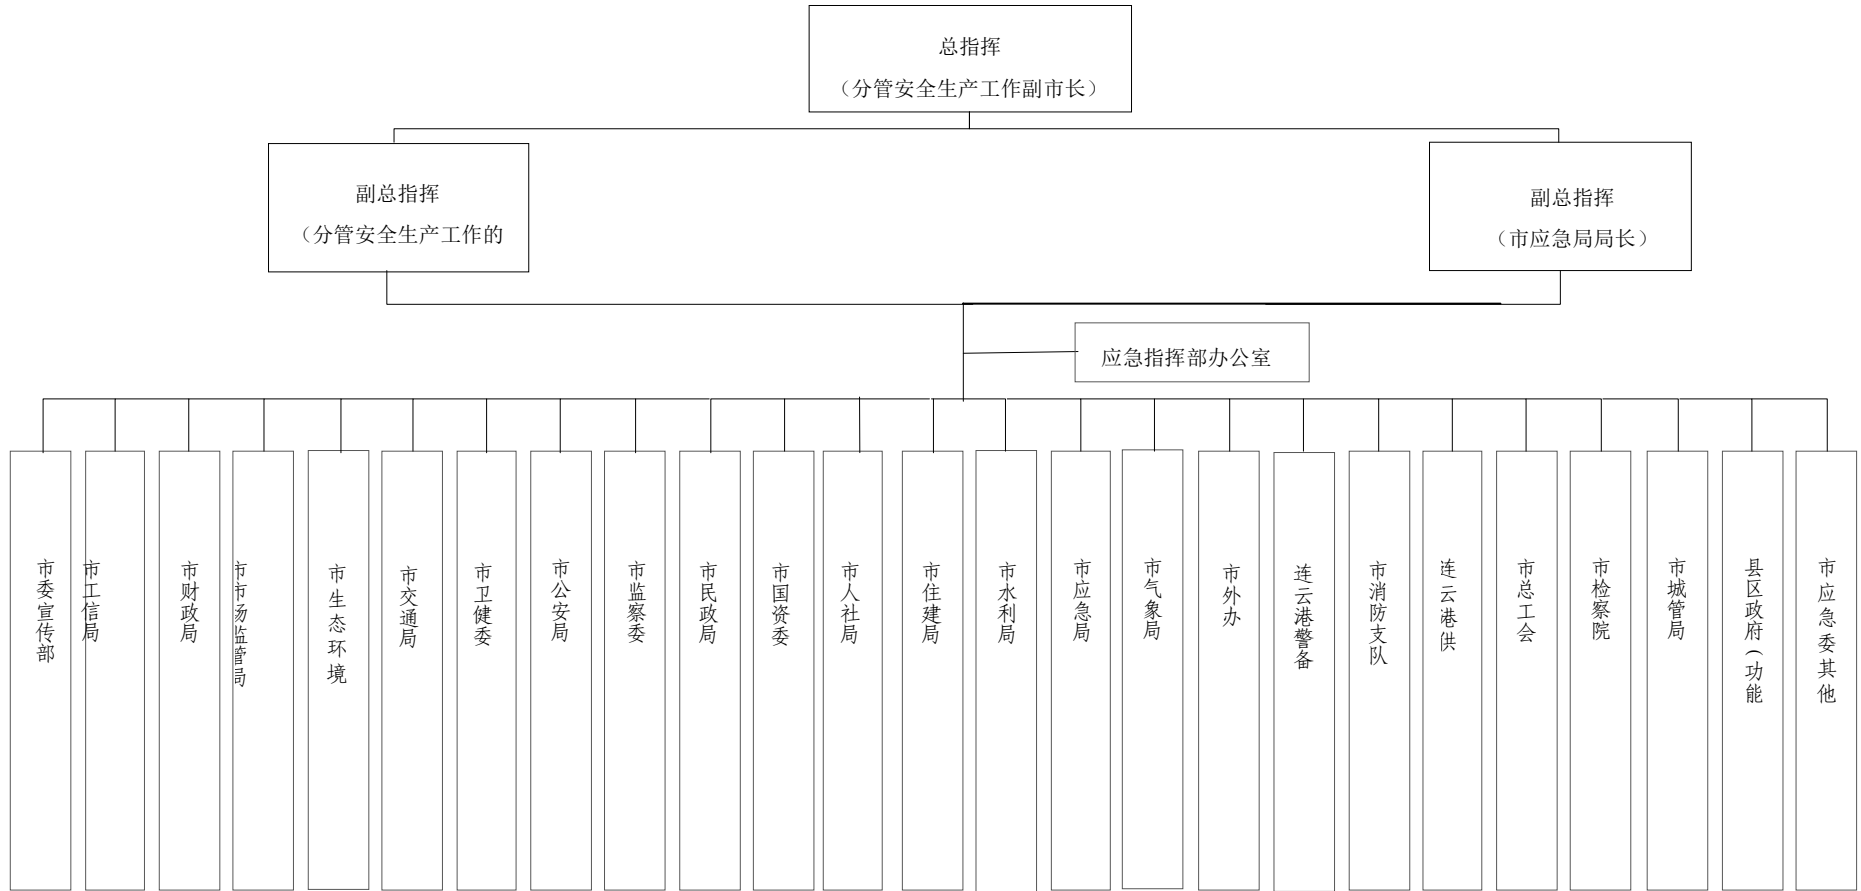 总指挥
（分管安全生产工作副市长）
副总指挥
（分管安全生产工作的
副总指挥
（市应急局局长）
应急指挥部办公室
市委宣传部
市工信局
市财政局
市市场监管局
市生态环境
市交通局
市卫健委
市公安局
市监察委
市民政局
市国资委
市人社局
市住建局
市水利局
市应急局
市气象局
市外办
连云港警备
市消防支队
连云港供
市总工会
市检察院
市城管局
县区政府（功能
市应急委其他